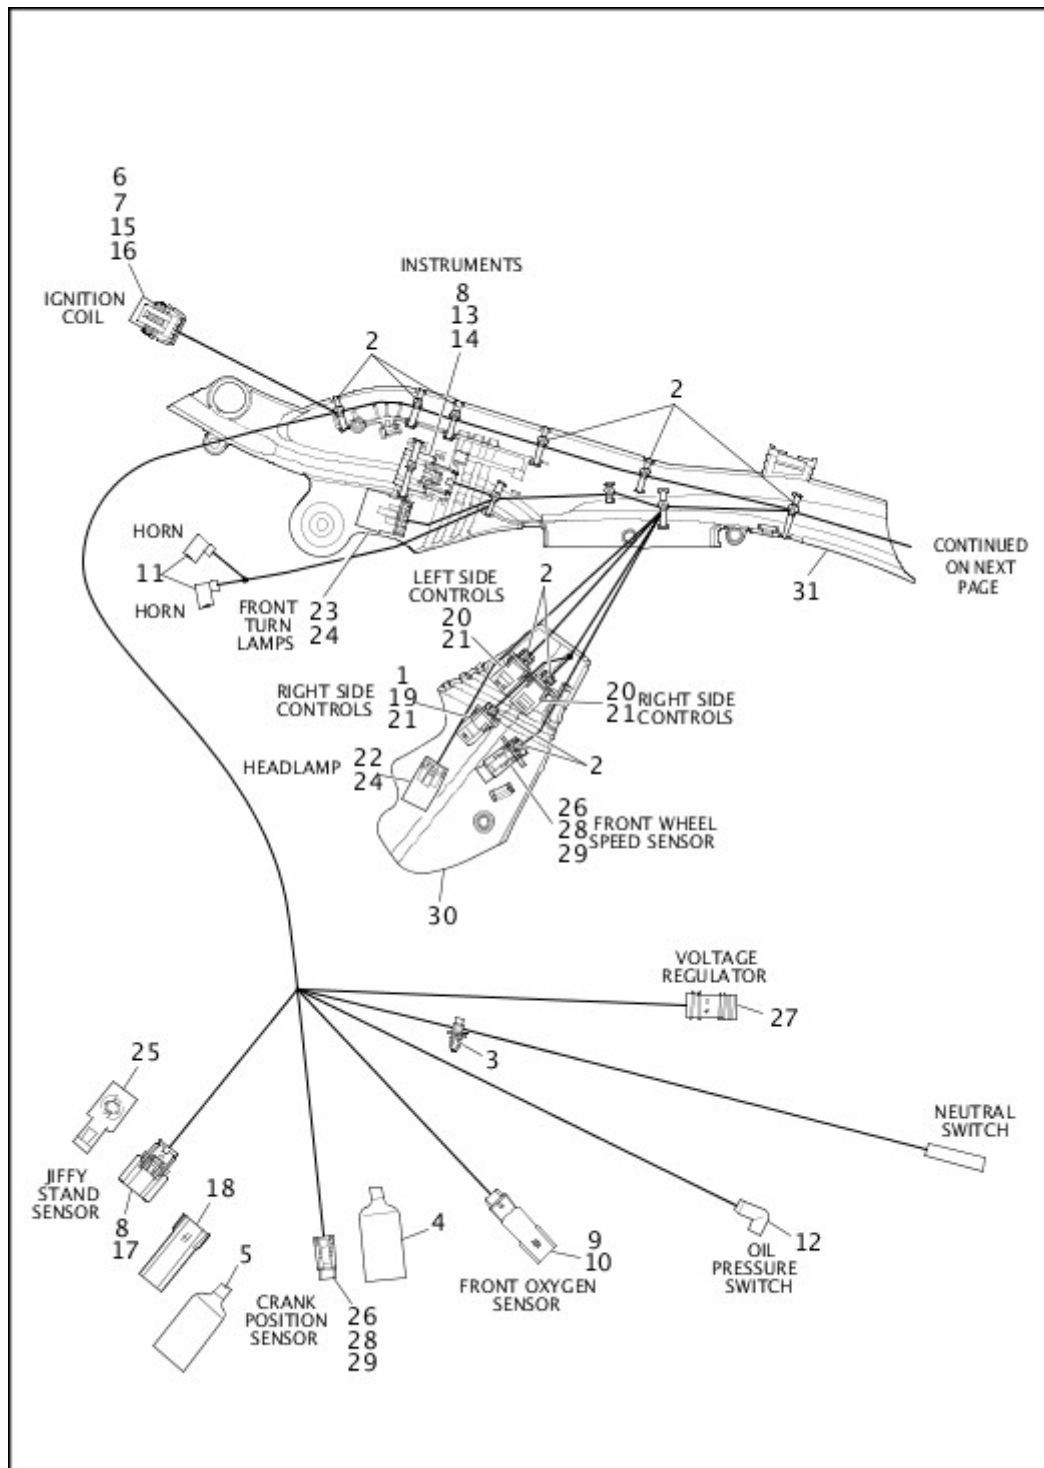 6
7
15
16
IGNITION
COIL
INSTRUMENTS
8
13
14
2
2
HORN
11
HORN
FRONT
TURN
LAMPS
23
24
LEFT SIDE
CONTROLS
20
21
2
31
CONTINUED
ON NEXT
PAGE
1
19
21
RIGHT SIDE
CONTROLS
20
21
RIGHT SIDE
CONTROLS
HEADLAMP
22
24
2
26
28
29
FRONT WHEEL
SPEED SENSOR
30
VOLTAGE
REGULATOR
27
3
25
NEUTRAL
SWITCH
JIFFY
STAND
SENSOR
8
17
18
5
4
CRANK
POSITION
SENSOR
26
28
29
9
10
FRONT OXYGEN
SENSOR
12
OIL
PRESSURE
SWITCH